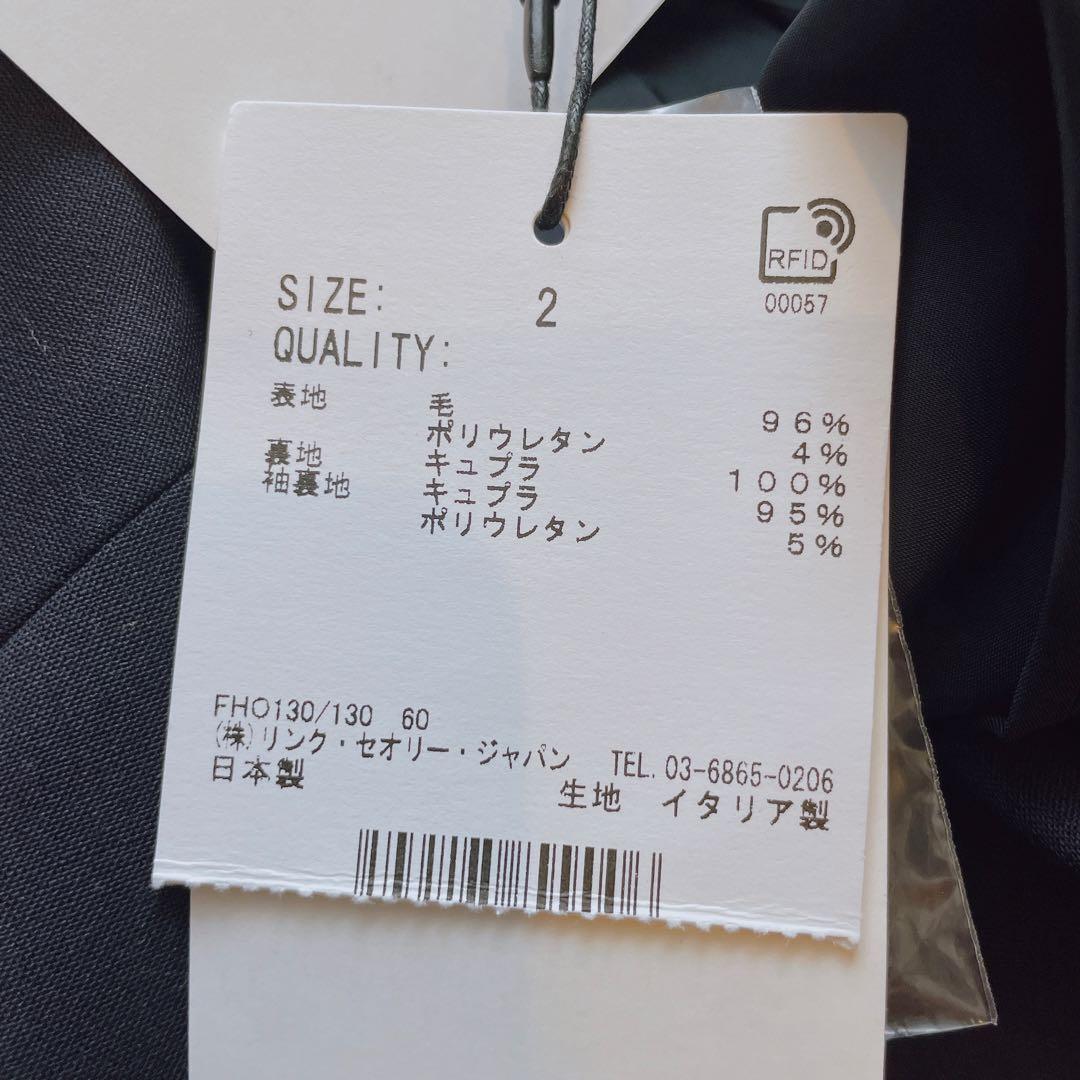 RFID
00057
SIZE: 2
QUALITY:
表地 毛 96%
ポリウレタン 4%
裏地 キュプラ 100%
袖裏地 キュプラ 95%
ポリウレタン 5%
FHO130/130 60
(株)リンク・セオリー・ジャパン TEL. 03-6865-0206
日本製 生地 イタリア製